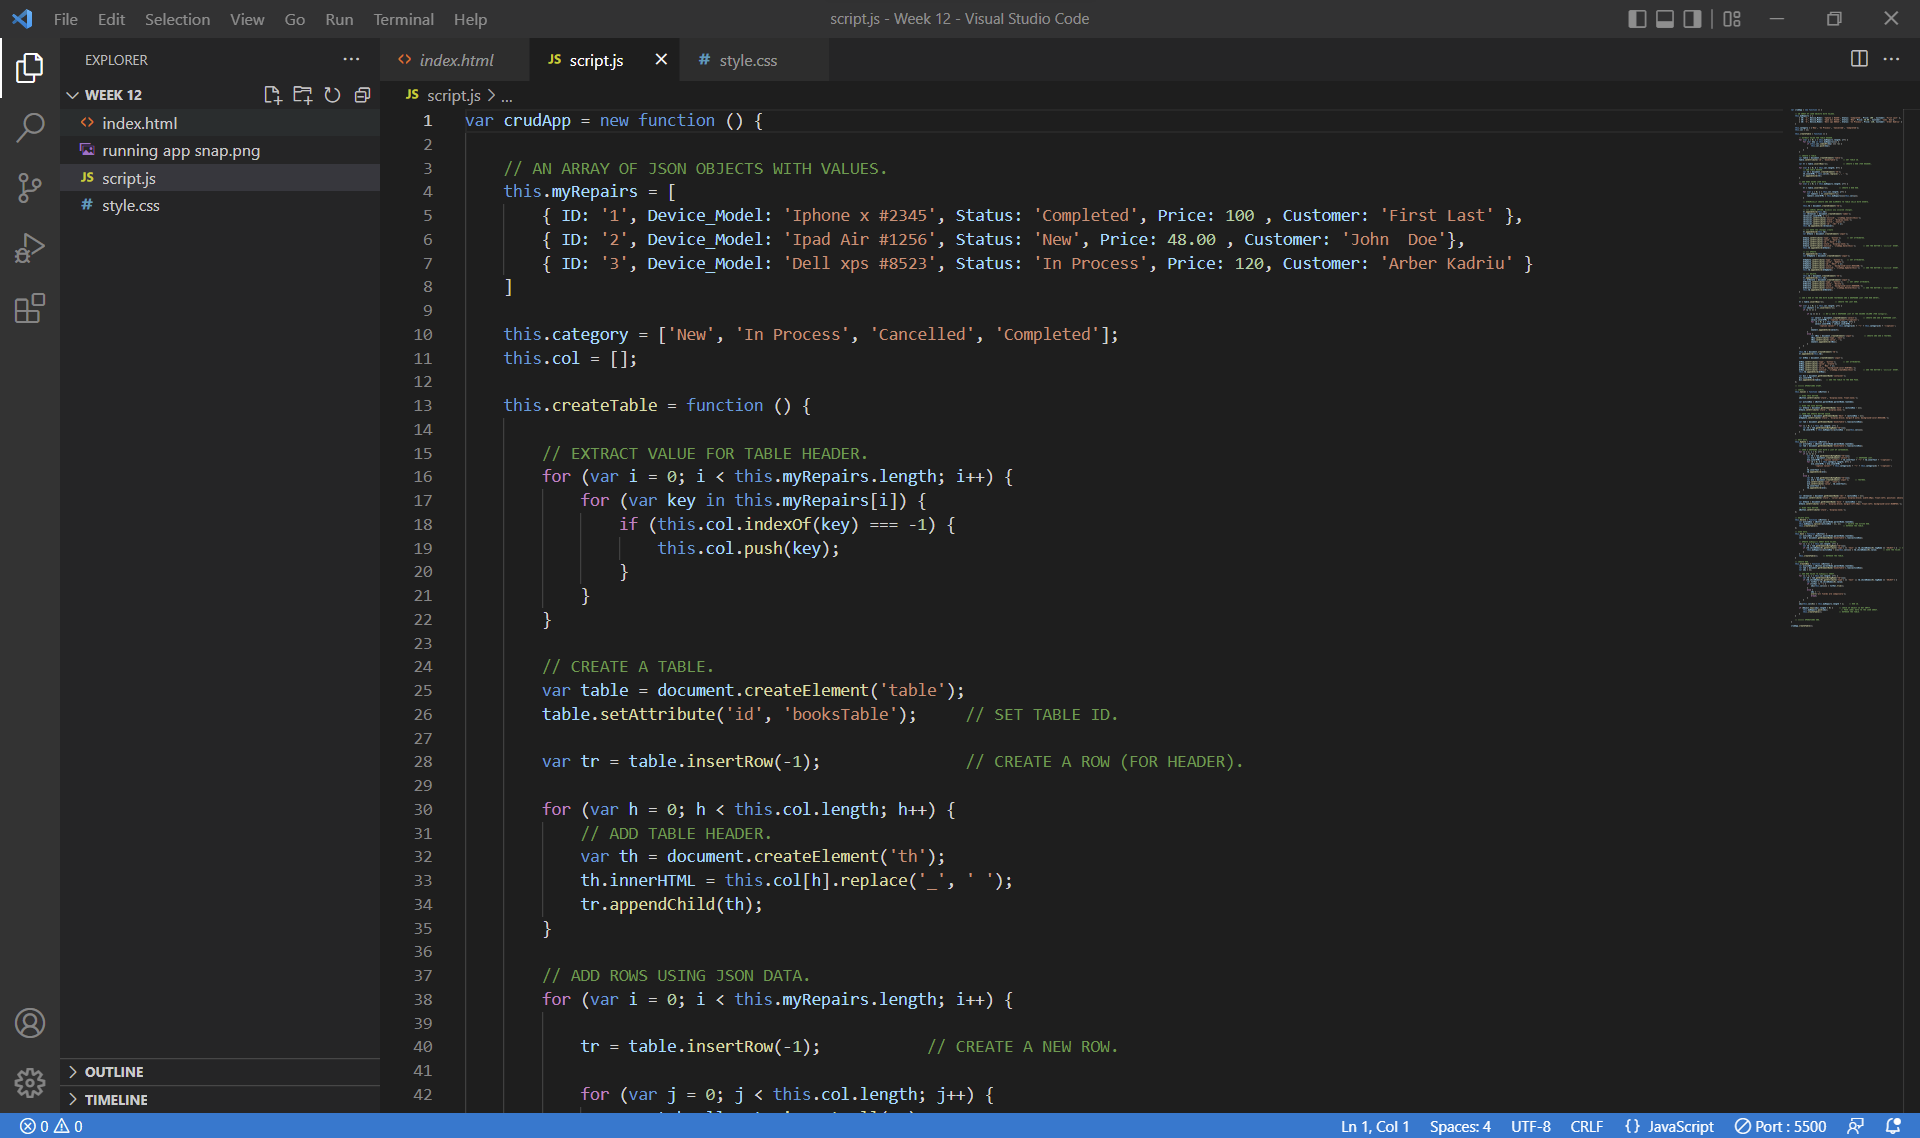 File Edit Selection View Go Run Terminal Help
script.js - Week 12 - Visual Studio Code
EXPLORER
WEEK 12
index.html
running app snap.png
JS script.js
# style.css
OUTLINE
TIMELINE
<> index.html
JS script.js
# style.css
JS script.js > ...
1 var crudApp = new function () {
2
3 // AN ARRAY OF JSON OBJECTS WITH VALUES.
4 this.myRepairs = [
5 { ID: '1', Device_Model: 'Iphone x #2345', Status: 'Completed', Price: 100 , Customer: 'First Last' },
6 { ID: '2', Device_Model: 'Ipad Air #1256', Status: 'New', Price: 48.00 , Customer: 'John  Doe'},
7 { ID: '3', Device_Model: 'Dell xps #8523', Status: 'In Process', Price: 120, Customer: 'Arber Kadriu' }
8 ]
9
10 this.category = ['New', 'In Process', 'Cancelled', 'Completed'];
11 this.col = [];
12
13 this.createTable = function () {
14
15 // EXTRACT VALUE FOR TABLE HEADER.
16 for (var i = 0; i < this.myRepairs.length; i++) {
17 for (var key in this.myRepairs[i]) {
18 if (this.col.indexOf(key) === -1) {
19 this.col.push(key);
20 }
21 }
22 }
23
24 // CREATE A TABLE.
25 var table = document.createElement('table');
26 table.setAttribute('id', 'booksTable');     // SET TABLE ID.
27
28 var tr = table.insertRow(-1);               // CREATE A ROW (FOR HEADER).
29
30 for (var h = 0; h < this.col.length; h++) {
31 // ADD TABLE HEADER.
32 var th = document.createElement('th');
33 th.innerHTML = this.col[h].replace('_', ' ');
34 tr.appendChild(th);
35 }
36
37 // ADD ROWS USING JSON DATA.
38 for (var i = 0; i < this.myRepairs.length; i++) {
39
40 tr = table.insertRow(-1);           // CREATE A NEW ROW.
41
42 for (var j = 0; j < this.col.length; j++) {
0 0
Ln 1, Col 1 Spaces: 4 UTF-8 CRLF {} JavaScript Port : 5500